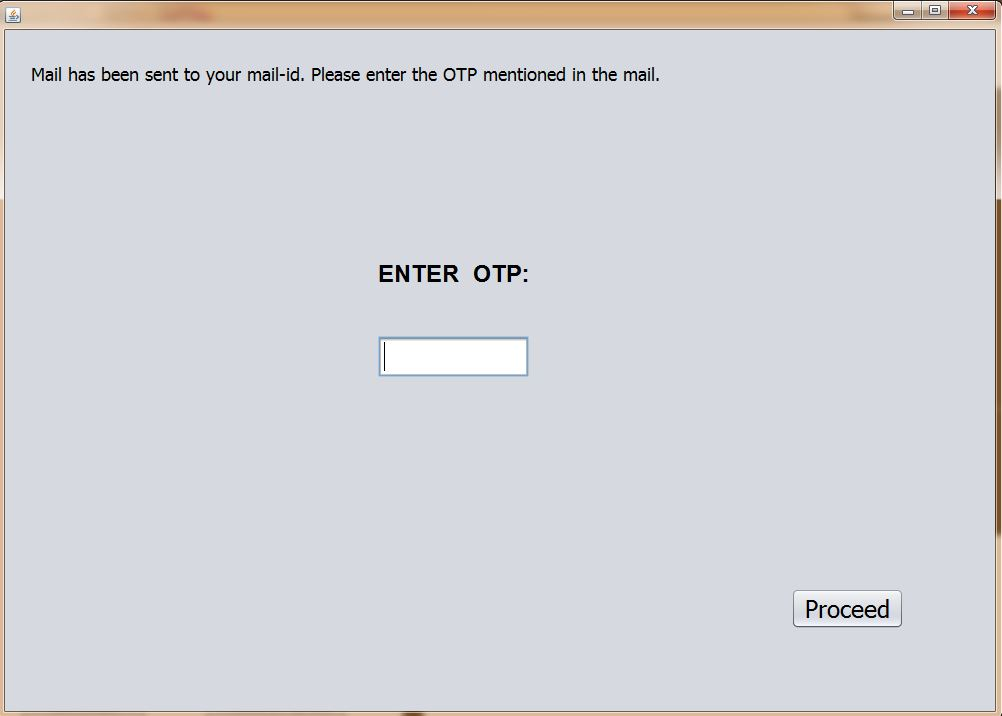 Mail has been sent to your mail-id. Please enter the OTP mentioned in the mail.
ENTER OTP:
Proceed